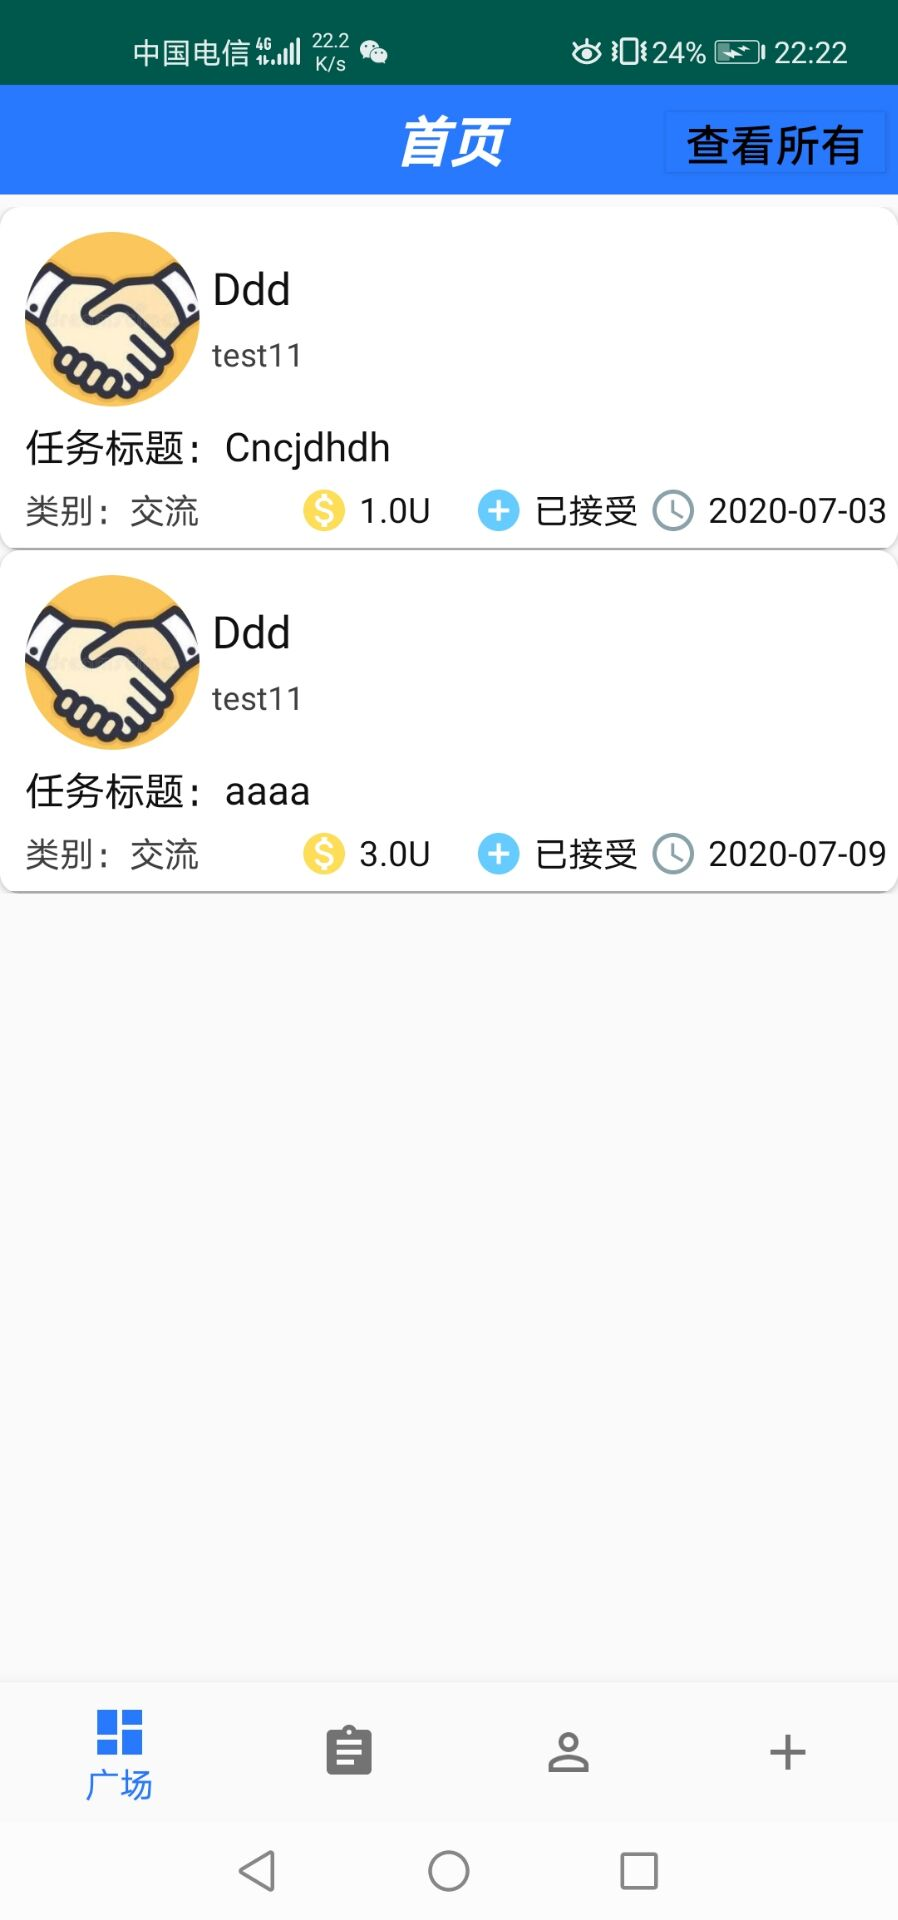 中国电信 4G 22.2 K/s 24% 22:22
首页 查看所有
Ddd
test11
任务标题：Cncjdhdh
类别：交流 1.0U 已接受 2020-07-03
Ddd
test11
任务标题：aaaa
类别：交流 3.0U 已接受 2020-07-09
广场